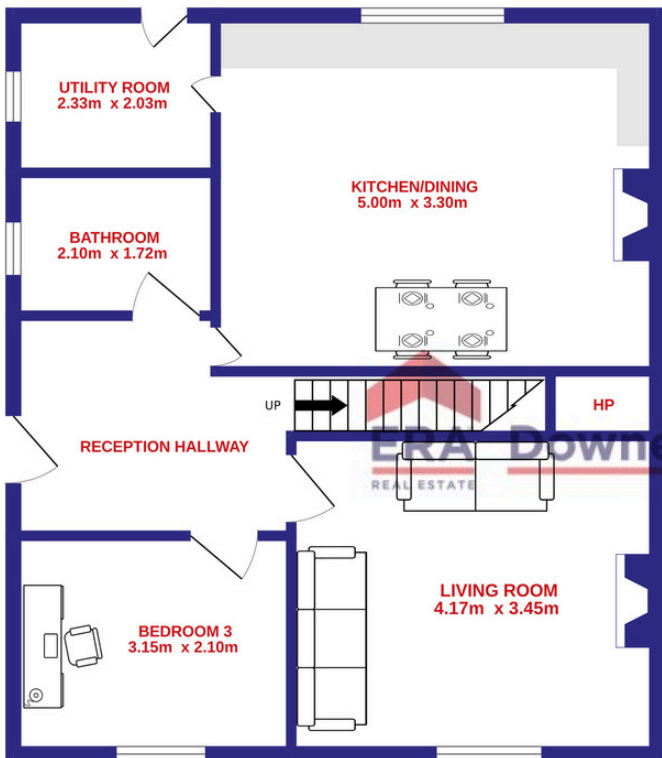 UTILITY ROOM
2.33m x 2.03m
KITCHEN/DINING
5.00m x 3.30m
BATHROOM
2.10m x 1.72m
UP
HP
RECEPTION HALLWAY
ERA Downe
REAL ESTATE
LIVING ROOM
4.17m x 3.45m
BEDROOM 3
3.15m x 2.10m